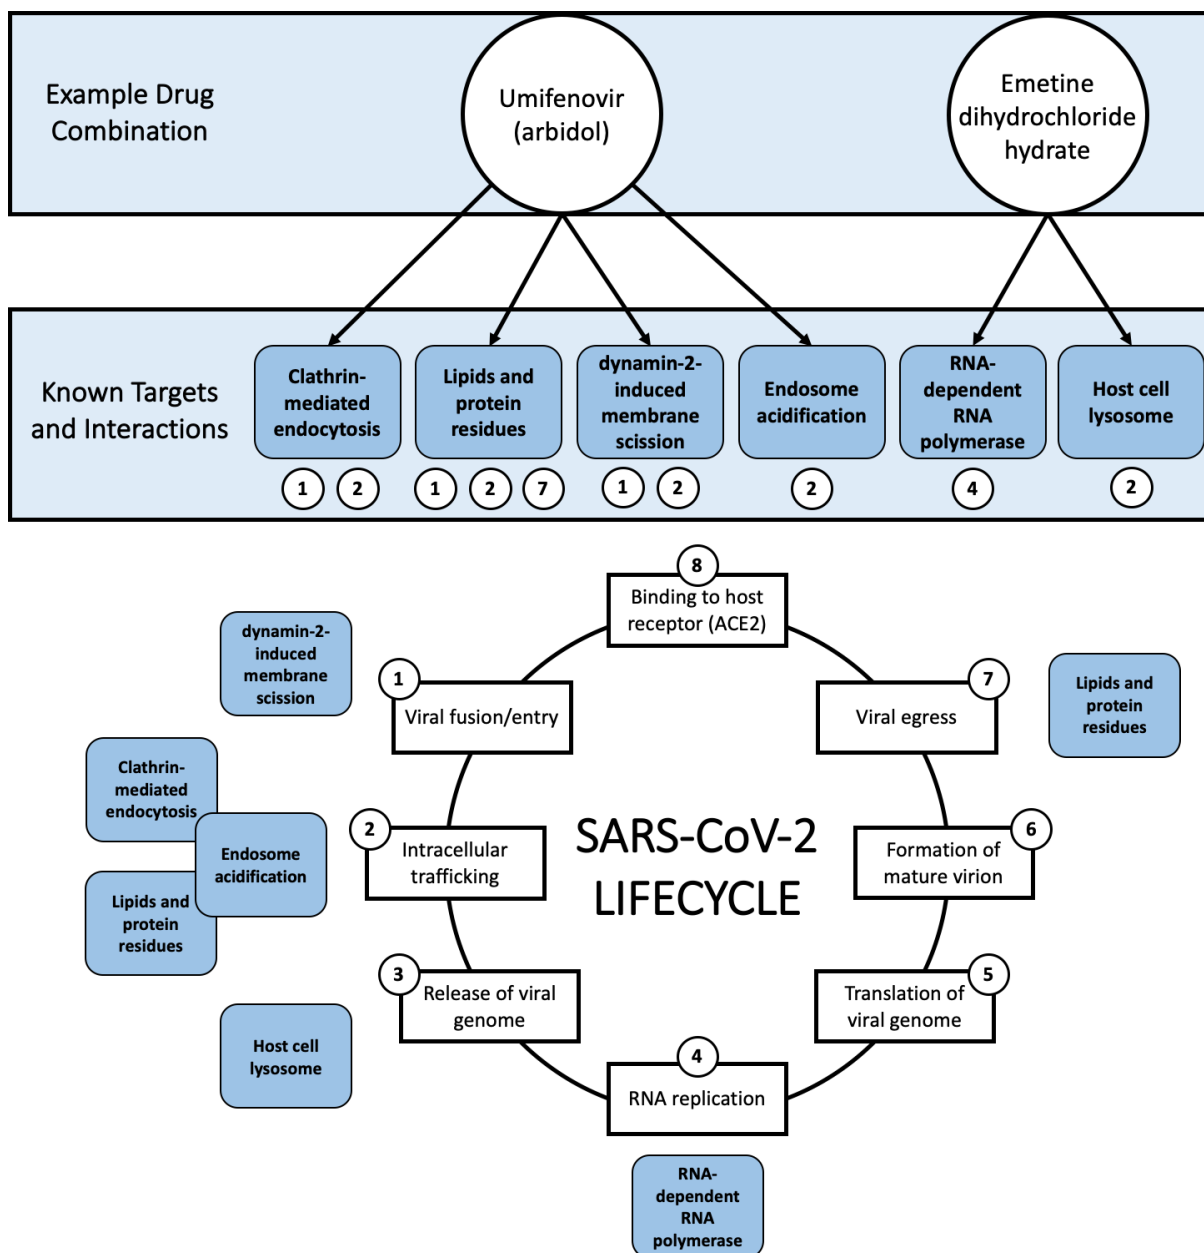 Example Drug
Combination
Umifenovir
(arbidol)
Emetine
dihydrochloride
hydrate
Known Targets
and Interactions
Clathrin-
mediated
endocytosis
Lipids and
protein
residues
dynamin-2-
induced
membrane
scission
Endosome
acidification
RNA-
dependent
RNA
polymerase
Host cell
lysosome
1 2
1 2 7
1 2
2
4
2
8
Binding to host
receptor (ACE2)
dynamin-2-
induced
membrane
scission
1
Viral fusion/entry
7
Viral egress
Lipids and
protein
residues
Clathrin-
mediated
endocytosis
Endosome
acidification
Lipids and
protein
residues
2
Intracellular
trafficking
SARS-CoV-2
LIFECYCLE
6
Formation of
mature virion
3
Release of viral
genome
5
Translation of
viral genome
Host cell
lysosome
4
RNA replication
RNA-
dependent
RNA
polymerase